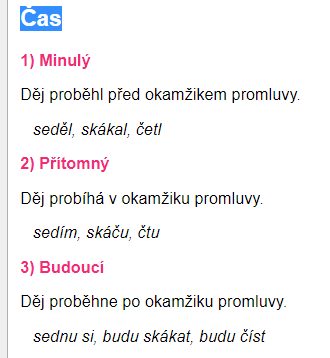 Čas
1) Minulý
Děj proběhl před okamžikem promluvy.
seděl, skákal, četl
2) Přítomný
Děj probíhá v okamžiku promluvy.
sedím, skáču, čtu
3) Budoucí
Děj proběhne po okamžiku promluvy.
sednu si, budu skákat, budu číst